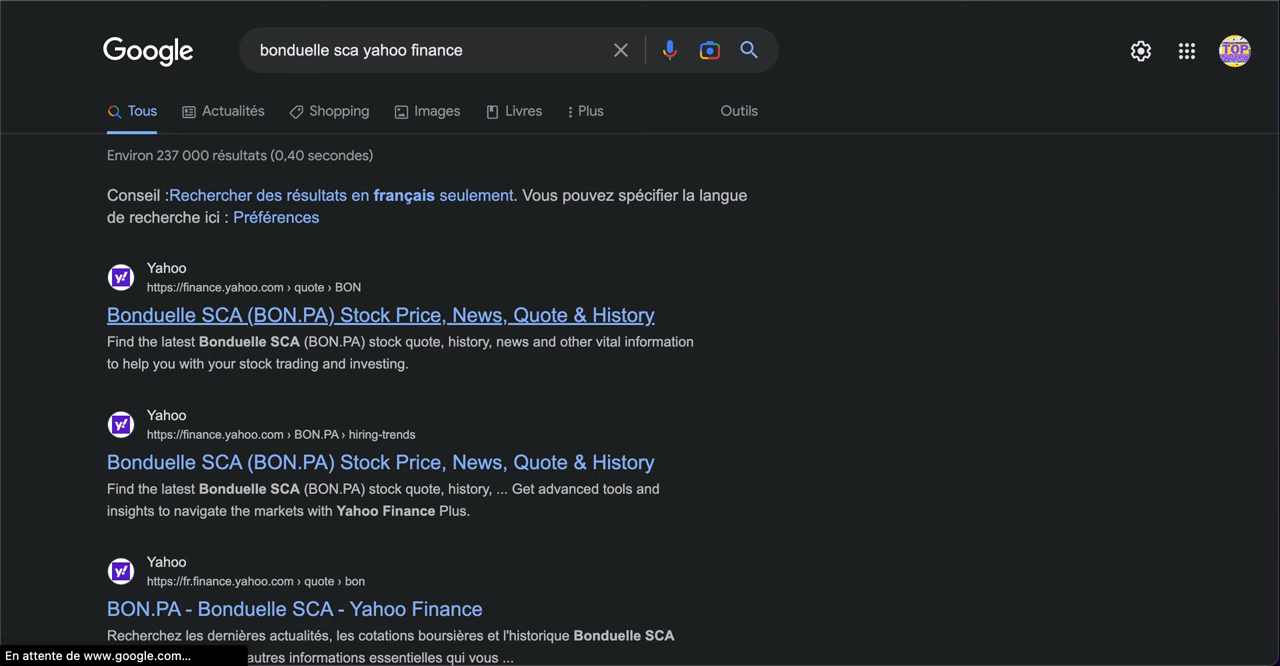 Google
bonduelle sca yahoo finance
TOP
Tous
Actualités
Shopping
Images
Livres
Plus
Outils
Environ 237 000 résultats (0,40 secondes)
Conseil :Rechercher des résultats en français seulement. Vous pouvez spécifier la langue
de recherche ici : Préférences
y!
Yahoo
https://finance.yahoo.com › quote › BON
Bonduelle SCA (BON.PA) Stock Price, News, Quote & History
Find the latest Bonduelle SCA (BON.PA) stock quote, history, news and other vital information
to help you with your stock trading and investing.
y!
Yahoo
https://finance.yahoo.com › BON.PA › hiring-trends
Bonduelle SCA (BON.PA) Stock Price, News, Quote & History
Find the latest Bonduelle SCA (BON.PA) stock quote, history, ... Get advanced tools and
insights to navigate the markets with Yahoo Finance Plus.
y!
Yahoo
https://fr.finance.yahoo.com › quote › bon
BON.PA - Bonduelle SCA - Yahoo Finance
Recherchez les dernières actualités, les cotations boursières et l'historique Bonduelle SCA
autres informations essentielles qui vous ...
En attente de www.google.com...